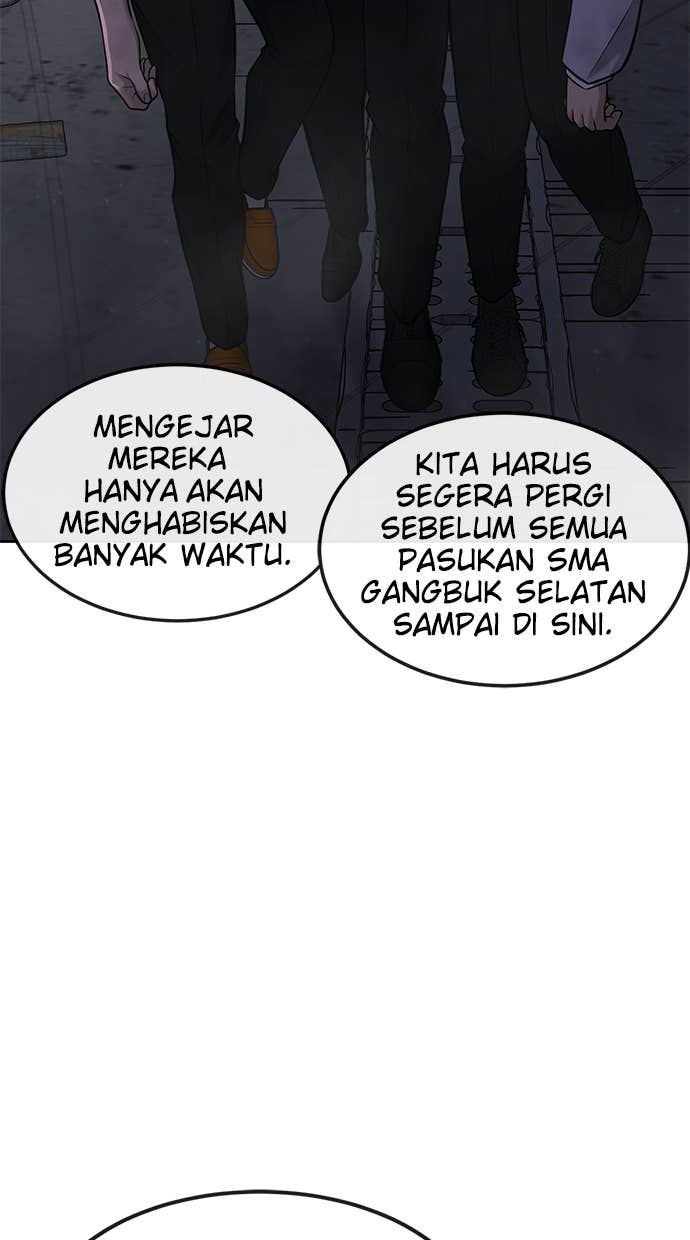 MENGEJAR
MEREKA
HANYA AKAN
MENGHABISKAN
BANYAK WAKTU.
KITA HARUS
SEGERA PERGI
SEBELUM SEMUA
PASUKAN SMA
GANGBUK SELATAN
SAMPAI DI SINI.